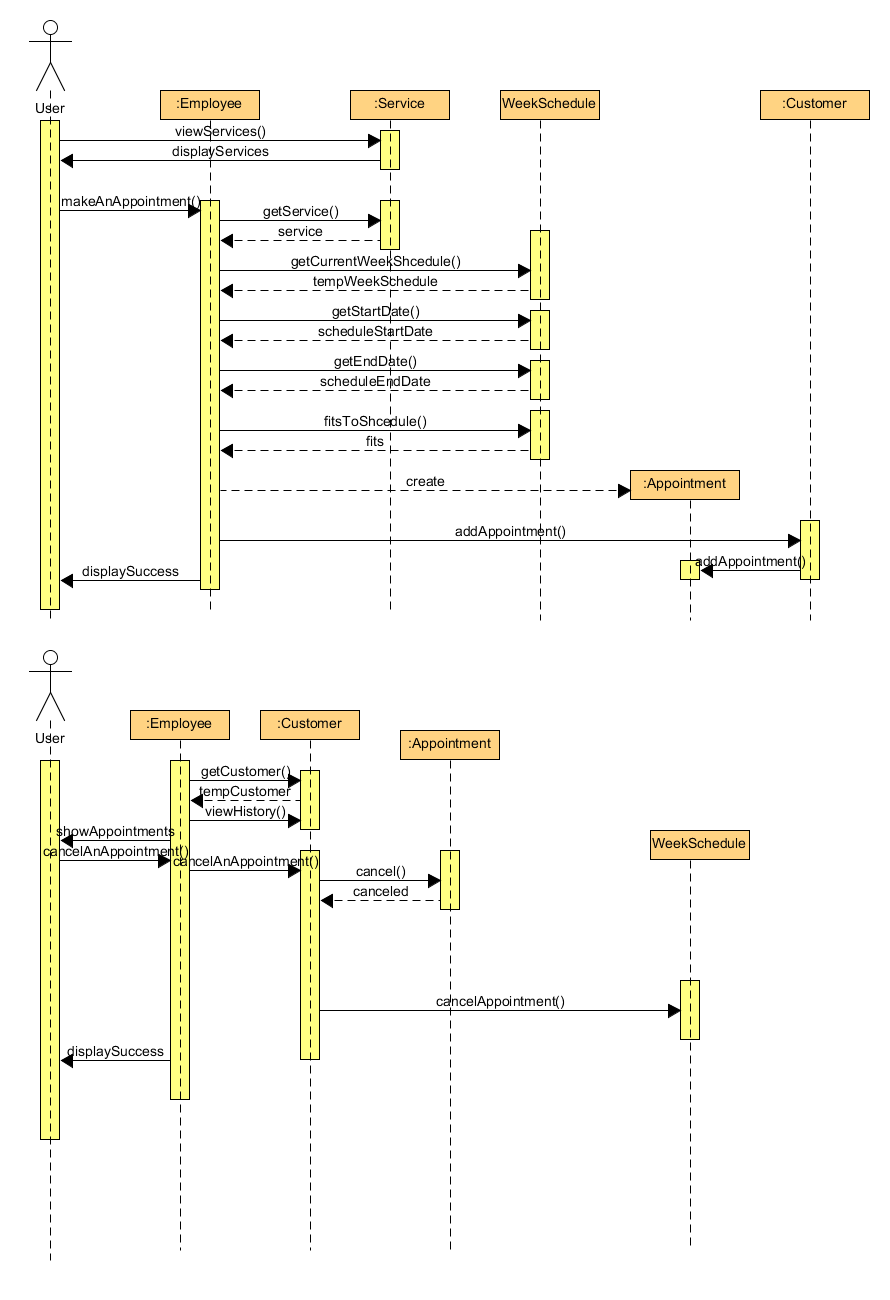 User
:Employee
:Service
WeekSchedule
:Customer
viewServices()
displayServices
makeAnAppointment()
getService()
service
getCurrentWeekShcedule()
tempWeekSchedule
getStartDate()
scheduleStartDate
getEndDate()
scheduleEndDate
fitsToShcedule()
fits
create
:Appointment
addAppointment()
addAppointment()
displaySuccess
User
:Employee
:Customer
:Appointment
getCustomer()
tempCustomer
viewHistory()
showAppointments
cancelAnAppointment()
cancelAnAppointment()
WeekSchedule
cancel()
canceled
cancelAppointment()
displaySuccess